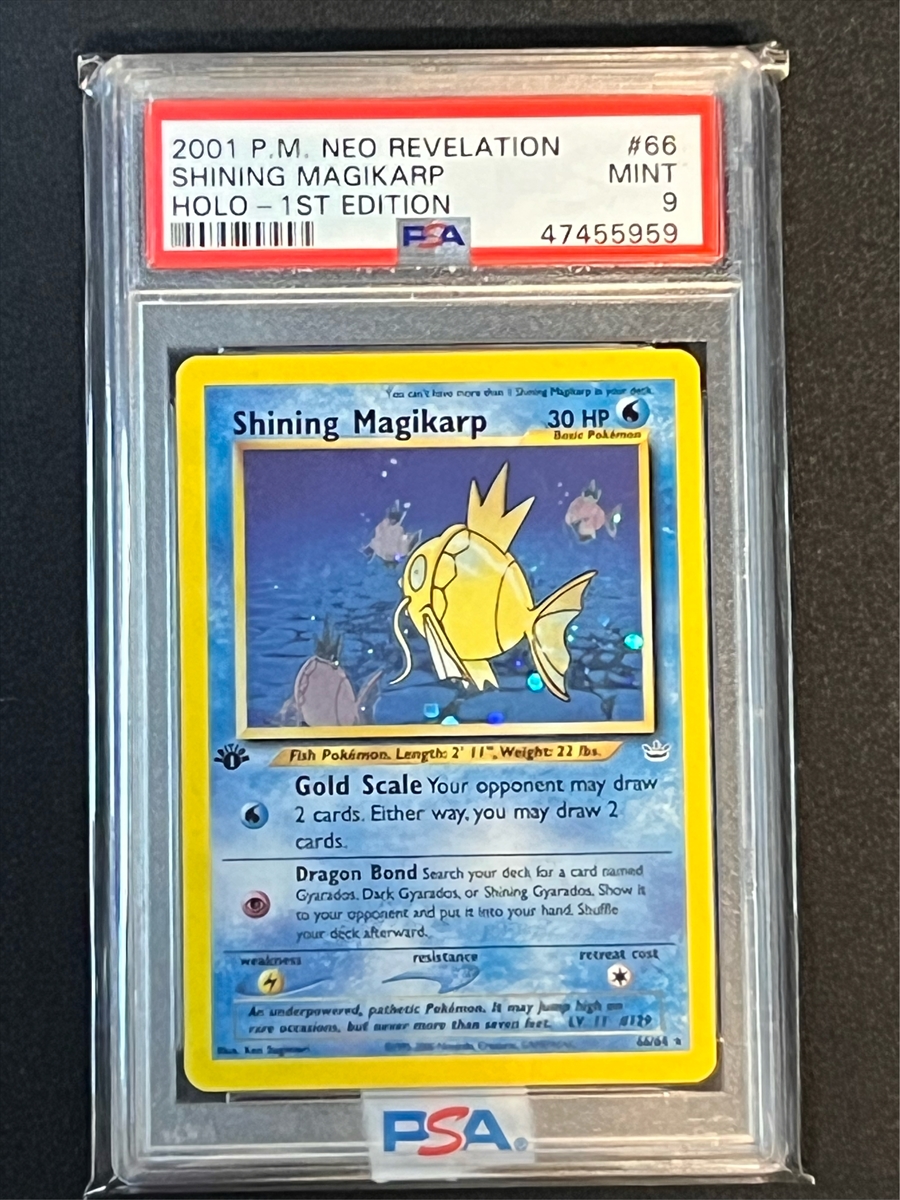 2001 P.M. NEO REVELATION #66
SHINING MAGIKARP MINT
HOLO – 1ST EDITION 9
PSA 47455959
You can't have more than 1 Shining Magikarp in your deck.
Shining Magikarp 30 HP
Basic Pokémon
EDITION
1
Fish Pokémon. Length: 2' 11", Weight: 22 lbs.
Gold Scale Your opponent may draw
2 cards. Either way, you may draw 2
cards.
Dragon Bond Search your deck for a card named
Gyarados, Dark Gyarados, or Shining Gyarados. Show it
to your opponent and put it into your hand. Shuffle
your deck afterward.
weakness resistance retreat cost
An underpowered, pathetic Pokémon. It may jump high on
rare occasions, but never more than seven feet. LV. 11 #129
Illus. Ken Sugimori 66/64
PSA®